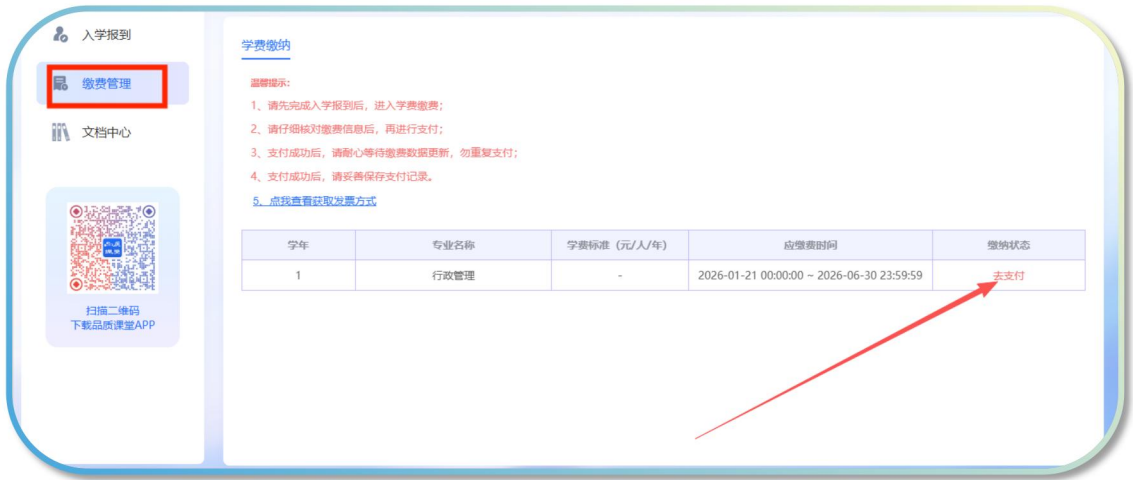 入学报到
缴费管理
文档中心
扫描二维码
下载品质课堂APP
学费缴纳
温馨提示：
1、请先完成入学报到后，进入学费缴费；
2、请仔细核对缴费信息后，再进行支付；
3、支付成功后，请耐心等待缴费数据更新，勿重复支付；
4、支付成功后，请妥善保存支付记录。
5、点我查看获取发票方式
学年 专业名称 学费标准（元/人/年） 应缴费时间 缴纳状态
1 行政管理 - 2026-01-21 00:00:00 ~ 2026-06-30 23:59:59 去支付